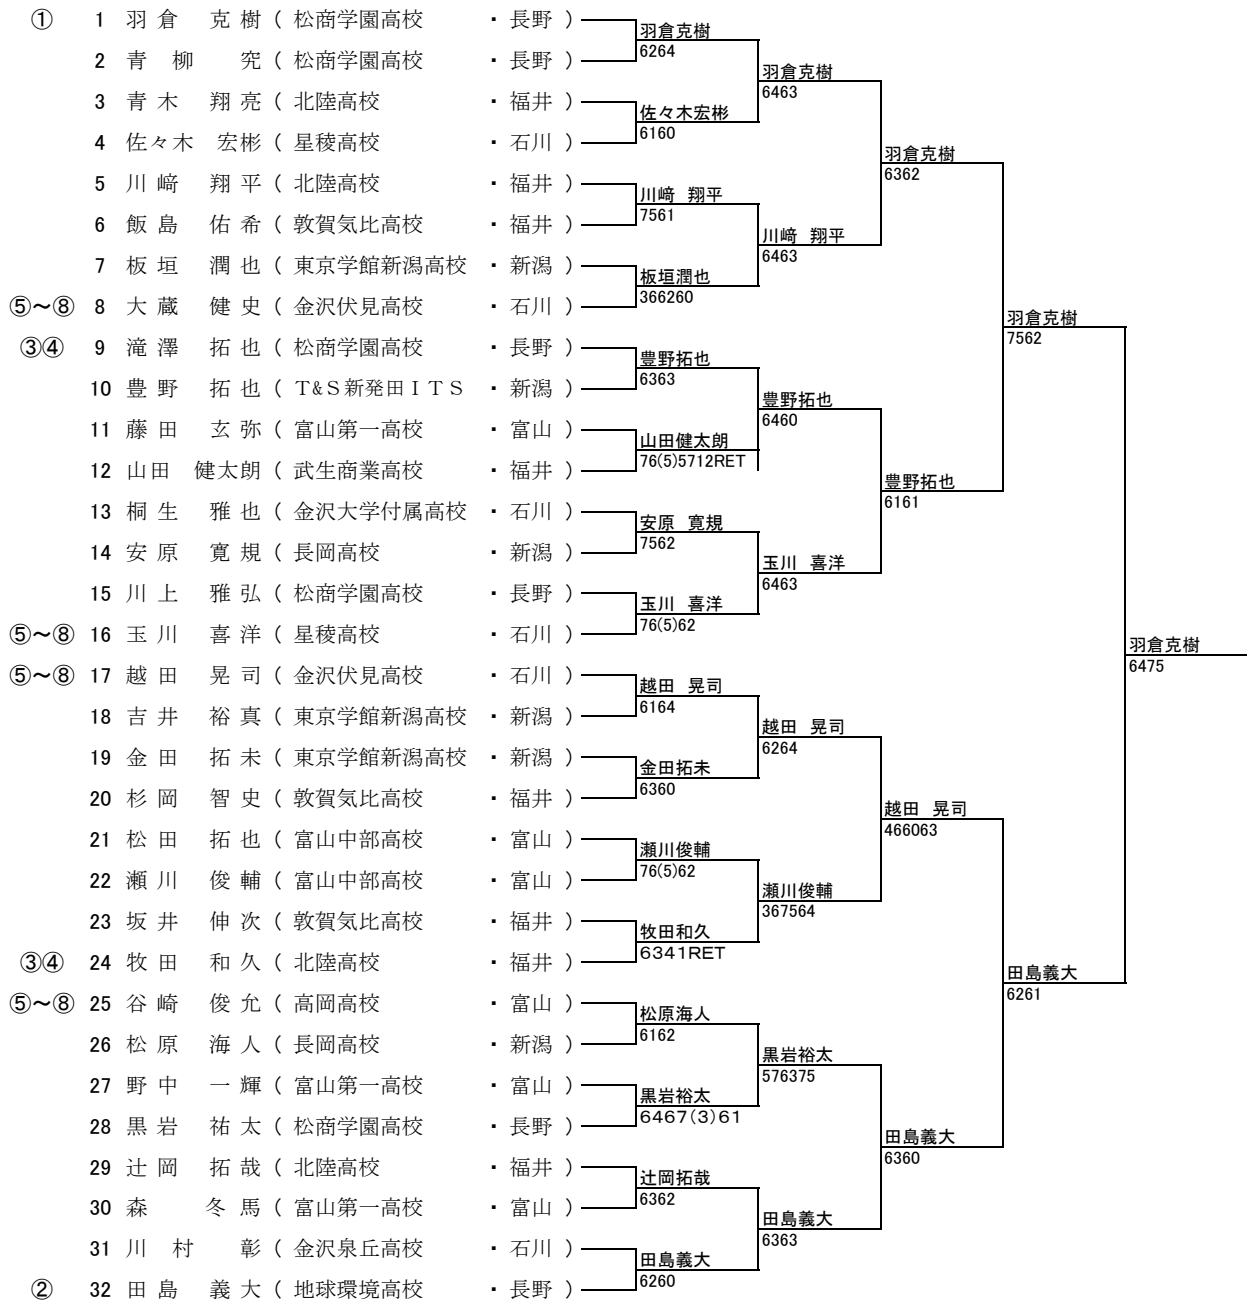 ① 1 羽倉 克樹 ( 松商学園高校 ・ 長野 )
羽倉克樹
6264
2 青柳 究 ( 松商学園高校 ・ 長野 )
羽倉克樹
6463
3 青木 翔亮 ( 北陸高校 ・ 福井 )
佐々木宏彬
6160
4 佐々木 宏彬 ( 星稜高校 ・ 石川 )
羽倉克樹
6362
5 川﨑 翔平 ( 北陸高校 ・ 福井 )
川﨑 翔平
7561
6 飯島 佑希 ( 敦賀気比高校 ・ 福井 )
川﨑 翔平
6463
7 板垣 潤也 ( 東京学館新潟高校 ・ 新潟 )
板垣潤也
366260
⑤～⑧ 8 大蔵 健史 ( 金沢伏見高校 ・ 石川 )
羽倉克樹
7562
③④ 9 滝澤 拓也 ( 松商学園高校 ・ 長野 )
豊野拓也
6363
10 豊野 拓也 ( T&S新発田ITS ・ 新潟 )
豊野拓也
6460
11 藤田 玄弥 ( 富山第一高校 ・ 富山 )
山田健太朗
76(5)5712RET
12 山田 健太朗 ( 武生商業高校 ・ 福井 )
豊野拓也
6161
13 桐生 雅也 ( 金沢大学付属高校 ・ 石川 )
安原 寛規
7562
14 安原 寛規 ( 長岡高校 ・ 新潟 )
玉川 喜洋
6463
15 川上 雅弘 ( 松商学園高校 ・ 長野 )
玉川 喜洋
76(5)62
⑤～⑧ 16 玉川 喜洋 ( 星稜高校 ・ 石川 )
羽倉克樹
6475
⑤～⑧ 17 越田 晃司 ( 金沢伏見高校 ・ 石川 )
越田 晃司
6164
18 吉井 裕真 ( 東京学館新潟高校 ・ 新潟 )
越田 晃司
6264
19 金田 拓未 ( 東京学館新潟高校 ・ 新潟 )
金田拓未
6360
20 杉岡 智史 ( 敦賀気比高校 ・ 福井 )
越田 晃司
466063
21 松田 拓也 ( 富山中部高校 ・ 富山 )
瀬川俊輔
76(5)62
22 瀬川 俊輔 ( 富山中部高校 ・ 富山 )
瀬川俊輔
367564
23 坂井 伸次 ( 敦賀気比高校 ・ 福井 )
牧田和久
6341RET
③④ 24 牧田 和久 ( 北陸高校 ・ 福井 )
田島義大
6261
⑤～⑧ 25 谷崎 俊允 ( 高岡高校 ・ 富山 )
松原海人
6162
26 松原 海人 ( 長岡高校 ・ 新潟 )
黒岩裕太
576375
27 野中 一輝 ( 富山第一高校 ・ 富山 )
黒岩裕太
6467(3)61
28 黒岩 祐太 ( 松商学園高校 ・ 長野 )
田島義大
6360
29 辻岡 拓哉 ( 北陸高校 ・ 福井 )
辻岡拓哉
6362
30 森 冬馬 ( 富山第一高校 ・ 富山 )
田島義大
6363
31 川村 彰 ( 金沢泉丘高校 ・ 石川 )
田島義大
6260
② 32 田島 義大 ( 地球環境高校 ・ 長野 )